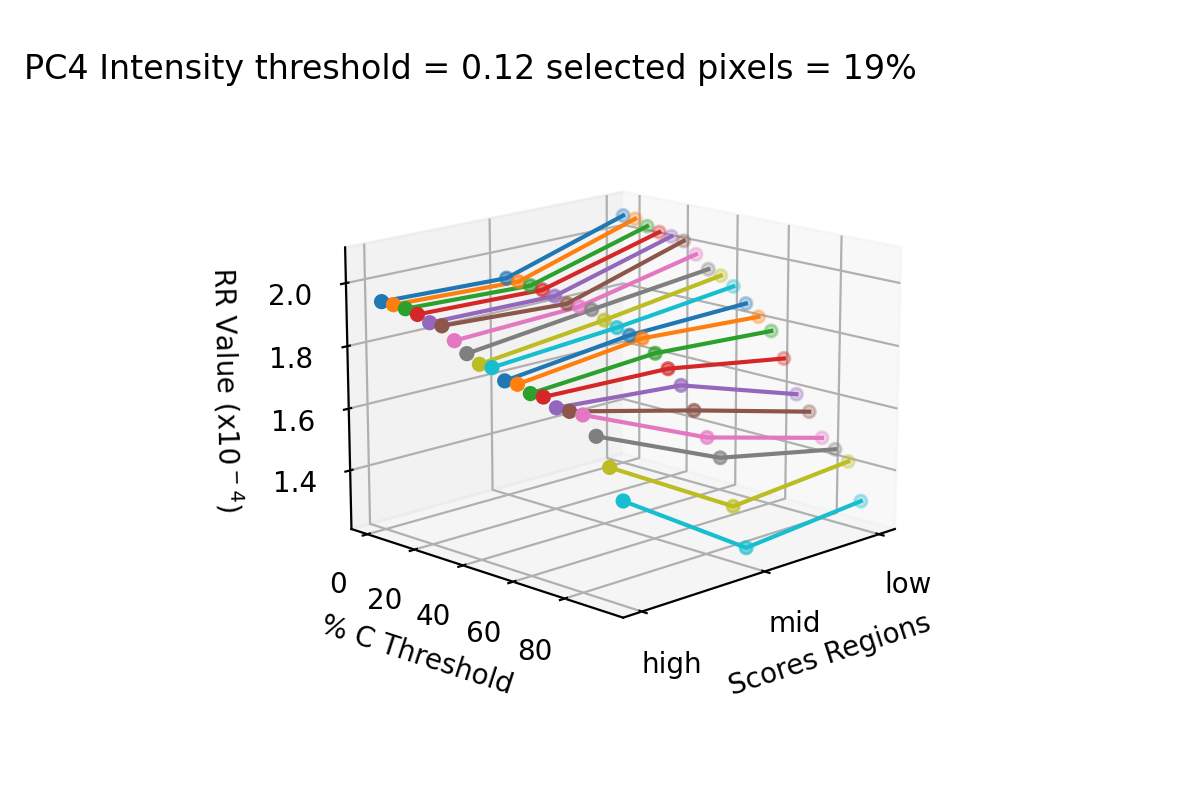 PC4 Intensity threshold = 0.12 selected pixels = 19%
RR Value (x10⁻⁴)
2.0
1.8
1.6
1.4
0
20
40
60
80
% C Threshold
high
mid
low
Scores Regions